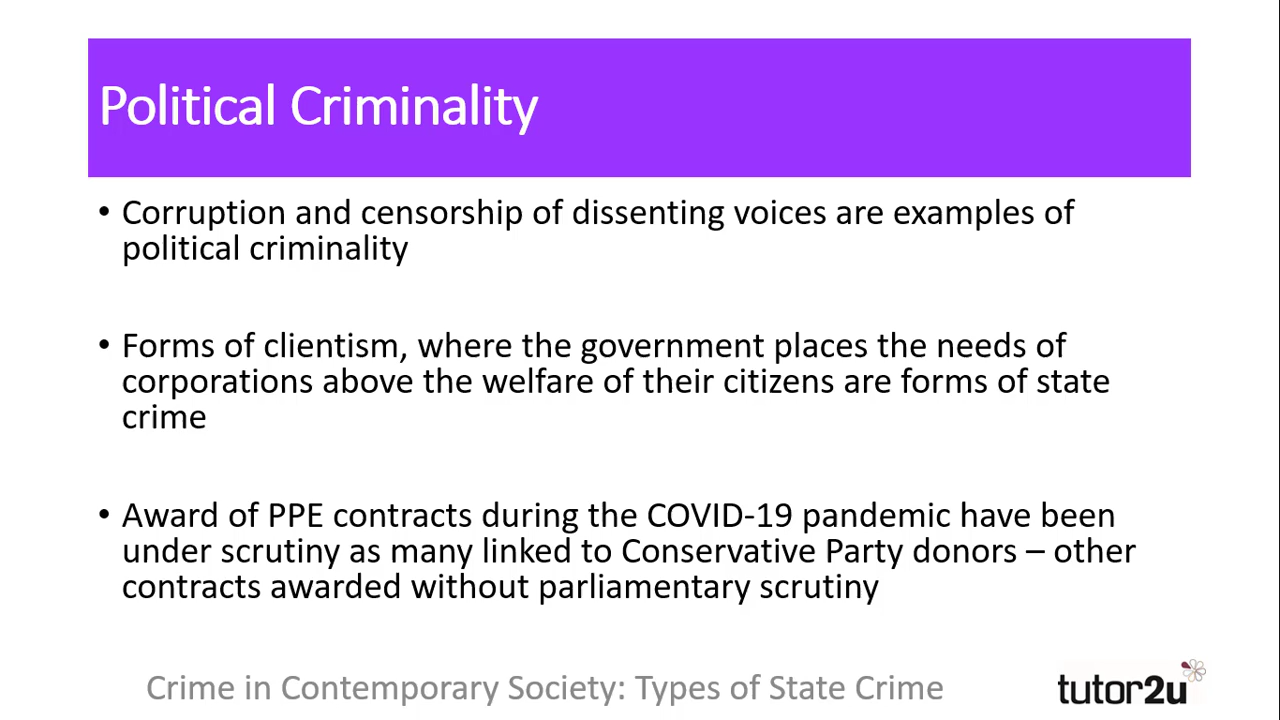 Political Criminality
• Corruption and censorship of dissenting voices are examples of
political criminality
• Forms of clientism, where the government places the needs of
corporations above the welfare of their citizens are forms of state
crime
• Award of PPE contracts during the COVID-19 pandemic have been
under scrutiny as many linked to Conservative Party donors – other
contracts awarded without parliamentary scrutiny
Crime in Contemporary Society: Types of State Crime
tutor2u